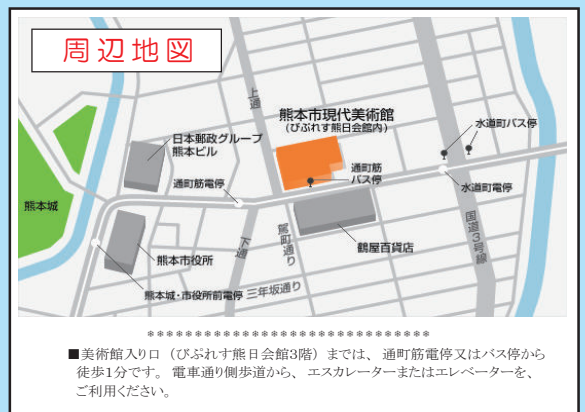 周辺地図
上通
熊本市現代美術館
(びぷれす熊日会館内)
日本郵政グループ
熊本ビル
水道町バス停
通町筋電停
通町筋
バス停
水道町電停
熊本城
駕町通り
鶴屋百貨店
国道3号線
下通
熊本市役所
三年坂通り
熊本城・市役所前電停
******************************
■美術館入り口（びぷれす熊日会館3階）までは、通町筋電停又はバス停から
徒歩1分です。電車通り側歩道から、エスカレーターまたはエレベーターを、
ご利用ください。